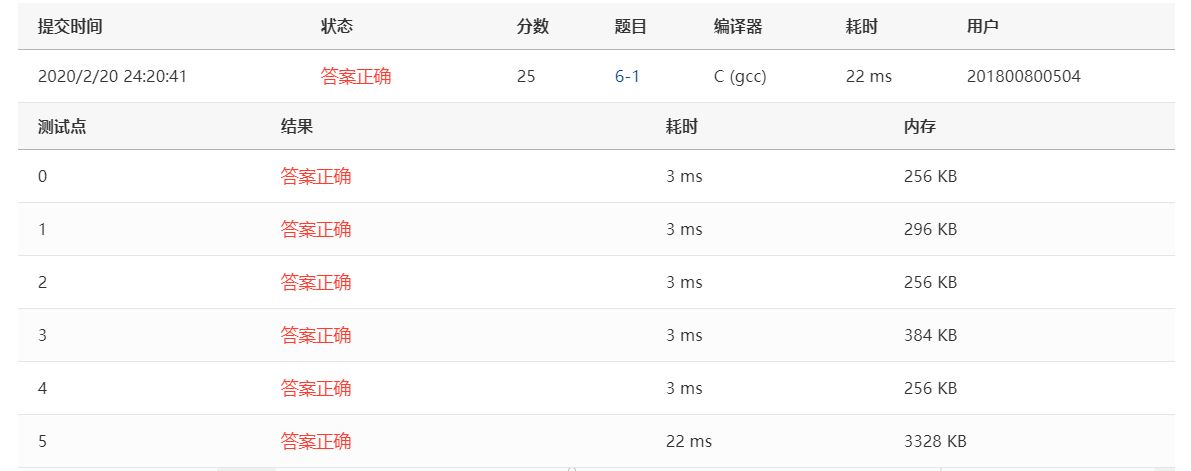 提交时间 状态 分数 题目 编译器 耗时 用户
2020/2/20 24:20:41 答案正确 25 6-1 C (gcc) 22 ms 201800800504
测试点 结果 耗时 内存
0 答案正确 3 ms 256 KB
1 答案正确 3 ms 296 KB
2 答案正确 3 ms 256 KB
3 答案正确 3 ms 384 KB
4 答案正确 3 ms 256 KB
5 答案正确 22 ms 3328 KB